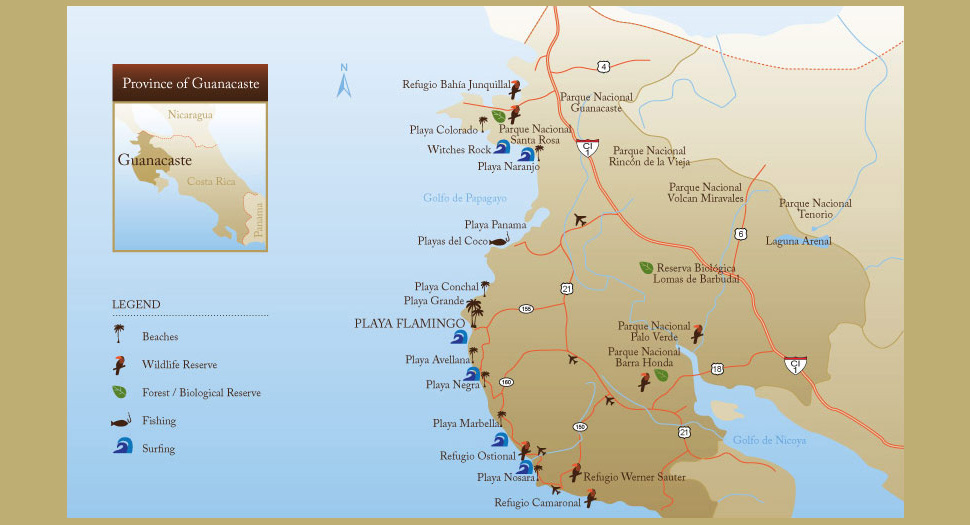 Province of Guanacaste
Nicaragua
Guanacaste
Costa Rica
Panama
N
LEGEND
Beaches
Wildlife Reserve
Forest / Biological Reserve
Fishing
Surfing
4
Refugio Bahía Junquillal
Parque Nacional
Guanacaste
Playa Colorado
Parque Nacional
Santa Rosa
Witches Rock
CI
1
Playa Naranjo
Parque Nacional
Rincón de la Vieja
Parque Nacional
Volcan Miravales
Golfo de Papagayo
Parque Nacional
Tenorio
Playa Panama
6
Playas del Coco
Laguna Arenal
Reserva Biológica
Lomas de Barbudal
Playa Conchal
21
Playa Grande
155
PLAYA FLAMINGO
Parque Nacional
Palo Verde
Playa Avellana
Parque Nacional
Barra Honda
18
CI
1
Playa Negra
160
Playa Marbella
150
21
Golfo de Nicoya
Refugio Ostional
Playa Nosara
Refugio Werner Sauter
Refugio Camaronal